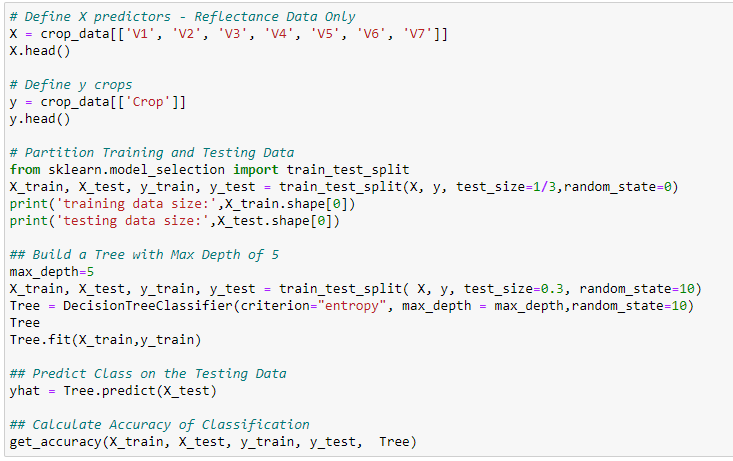 # Define X predictors - Reflectance Data Only
X = crop_data[['V1', 'V2', 'V3', 'V4', 'V5', 'V6', 'V7']]
X.head()
# Define y crops
y = crop_data[['Crop']]
y.head()
# Partition Training and Testing Data
from sklearn.model_selection import train_test_split
X_train, X_test, y_train, y_test = train_test_split(X, y, test_size=1/3,random_state=0)
print('training data size:',X_train.shape[0])
print('testing data size:',X_test.shape[0])
## Build a Tree with Max Depth of 5
max_depth=5
X_train, X_test, y_train, y_test = train_test_split( X, y, test_size=0.3, random_state=10)
Tree = DecisionTreeClassifier(criterion="entropy", max_depth = max_depth,random_state=10)
Tree
Tree.fit(X_train,y_train)
## Predict Class on the Testing Data
yhat = Tree.predict(X_test)
## Calculate Accuracy of Classification
get_accuracy(X_train, X_test, y_train, y_test,  Tree)